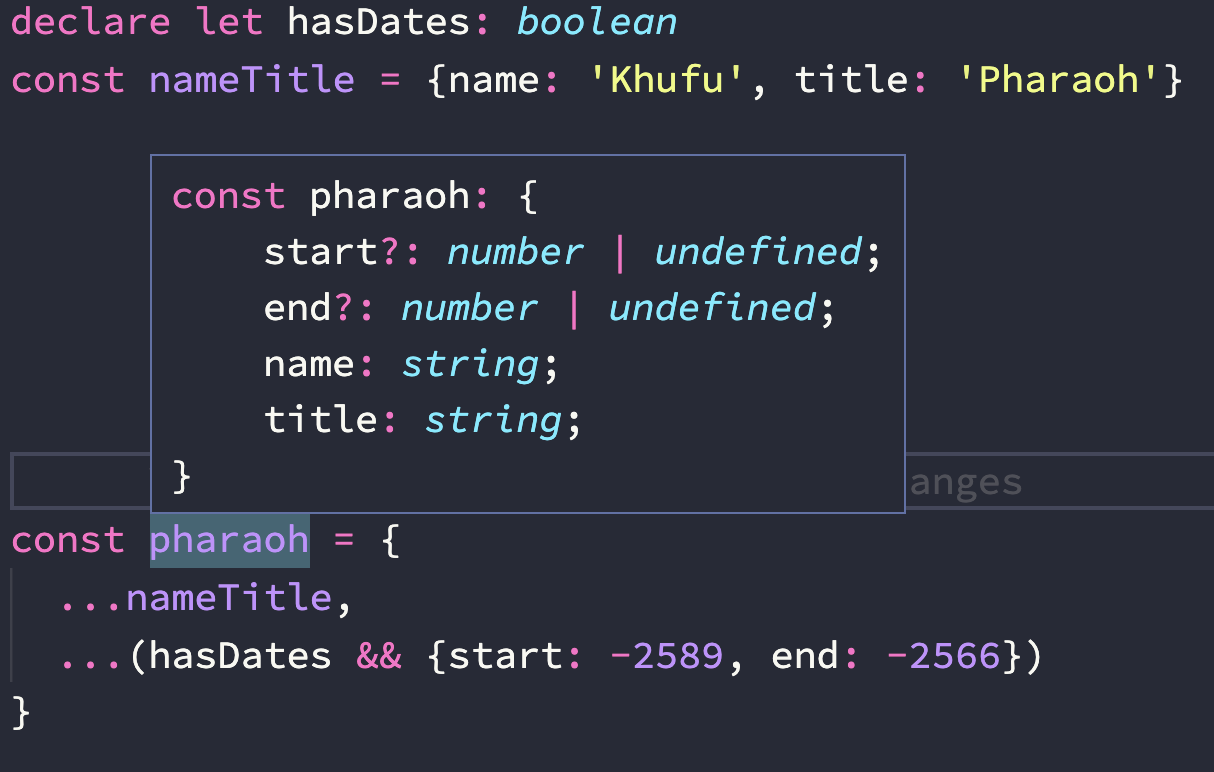 declare let hasDates: boolean
const nameTitle = {name: 'Khufu', title: 'Pharaoh'}
const pharaoh: {
    start?: number | undefined;
    end?: number | undefined;
    name: string;
    title: string;
}
anges
const pharaoh = {
  ...nameTitle,
  ...(hasDates && {start: -2589, end: -2566})
}